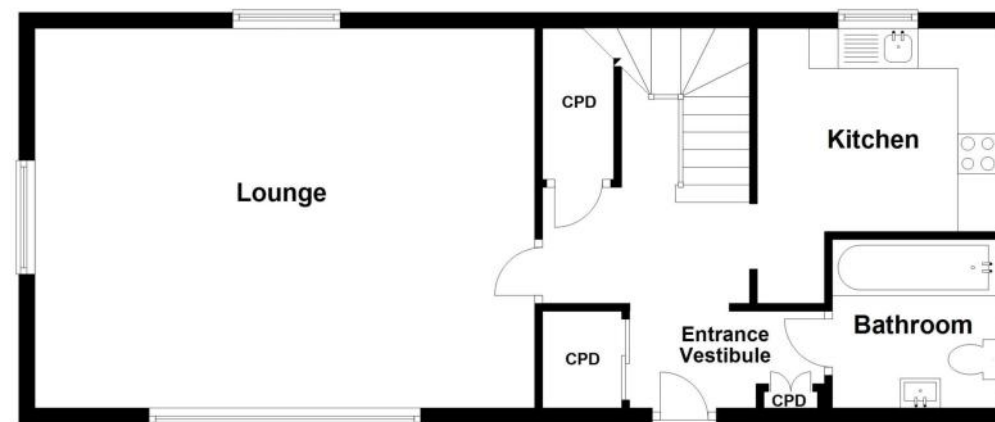 CPD
Kitchen
Lounge
Bathroom
Entrance
Vestibule
CPD
CPD